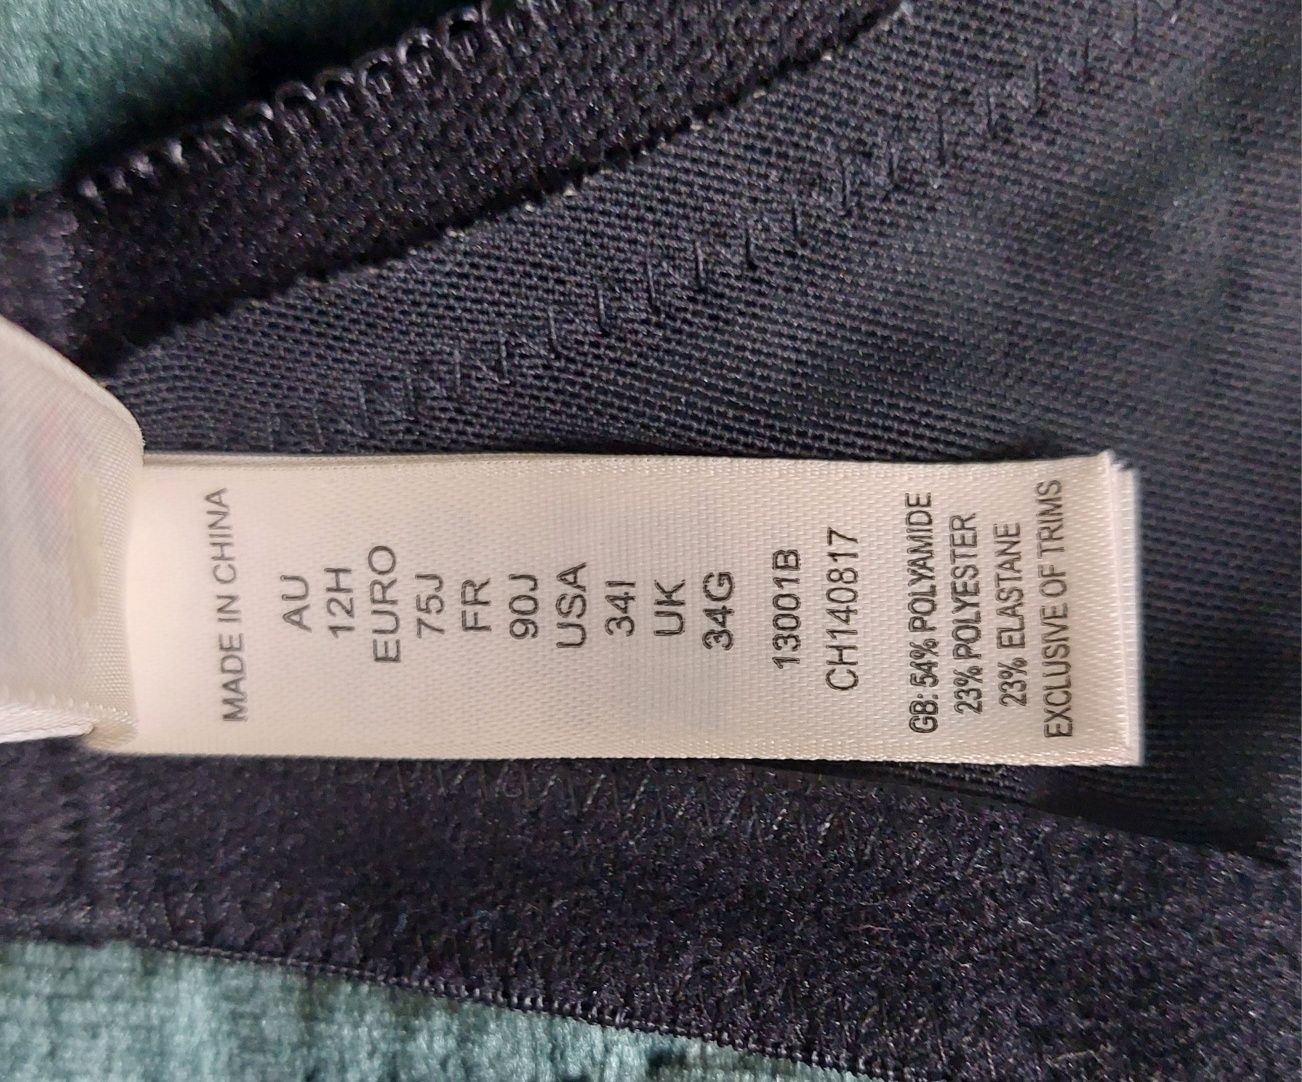 MADE IN CHINA
AU
12H
EURO
75J
FR
90J
USA
34I
UK
34G
13001B
CH140817
GB: 54% POLYAMIDE
23% POLYESTER
23% ELASTANE
EXCLUSIVE OF TRIMS